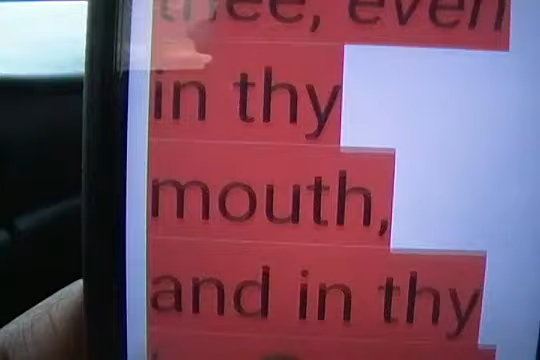 thee, even
in thy
mouth,
and in thy